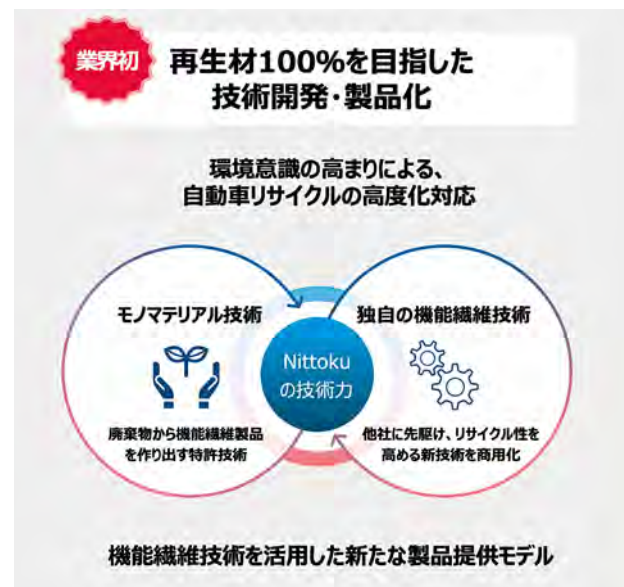 業界初
再生材100%を目指した
技術開発・製品化
環境意識の高まりによる、
自動車リサイクルの高度化対応
モノマテリアル技術
廃棄物から機能繊維製品
を作り出す特許技術
Nittoku
の技術力
独自の機能繊維技術
他社に先駆け、リサイクル性を
高める新技術を商用化
機能繊維技術を活用した新たな製品提供モデル